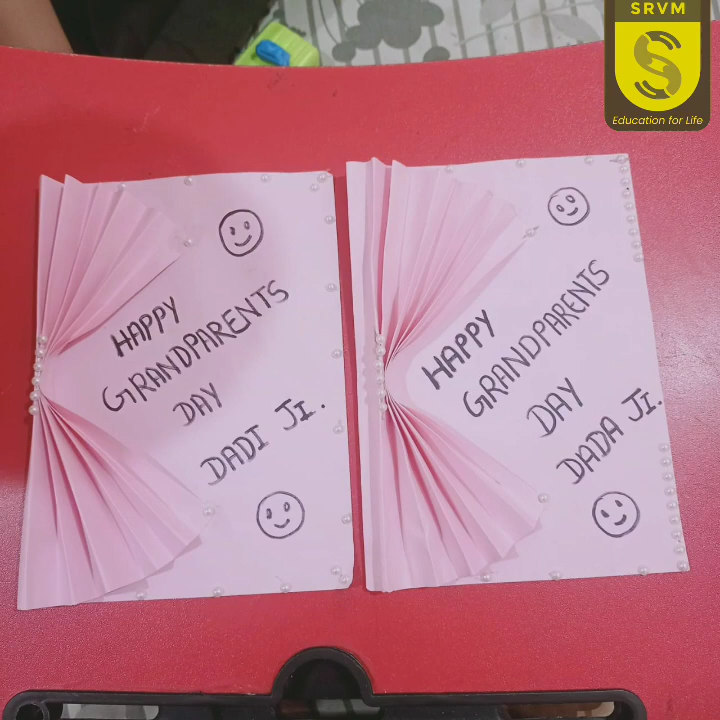 SRVM
Education for Life
HAPPY
GRANDPARENTS
DAY
DADI JI.
HAPPY
GRANDPARENTS
DAY
DADA JI.